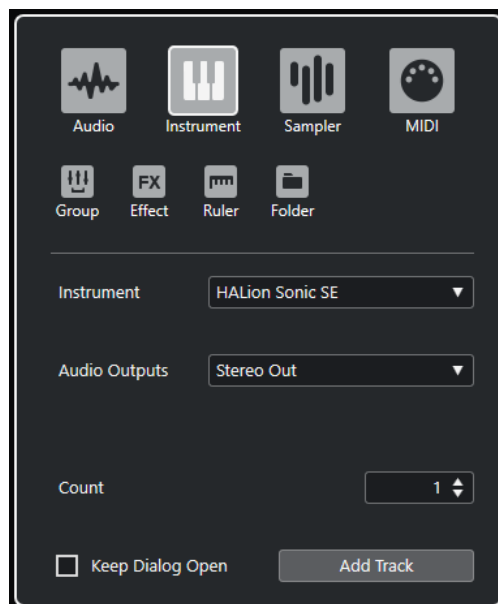 Audio Instrument Sampler MIDI
FX
Group Effect Ruler Folder
Instrument HALion Sonic SE
Audio Outputs Stereo Out
Count 1
Keep Dialog Open Add Track